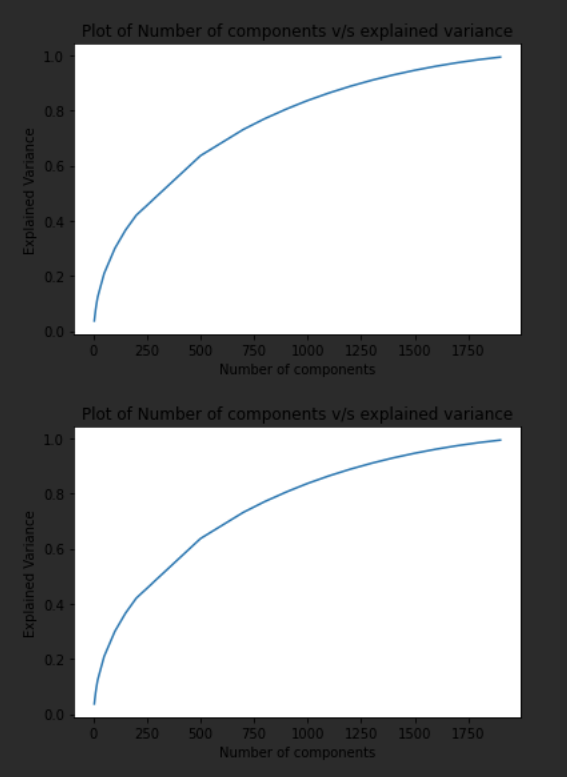 Plot of Number of components v/s explained variance
1.0
0.8
0.6
0.4
0.2
0.0
Explained Variance
0 250 500 750 1000 1250 1500 1750
Number of components
Plot of Number of components v/s explained variance
1.0
0.8
0.6
0.4
0.2
0.0
Explained Variance
0 250 500 750 1000 1250 1500 1750
Number of components